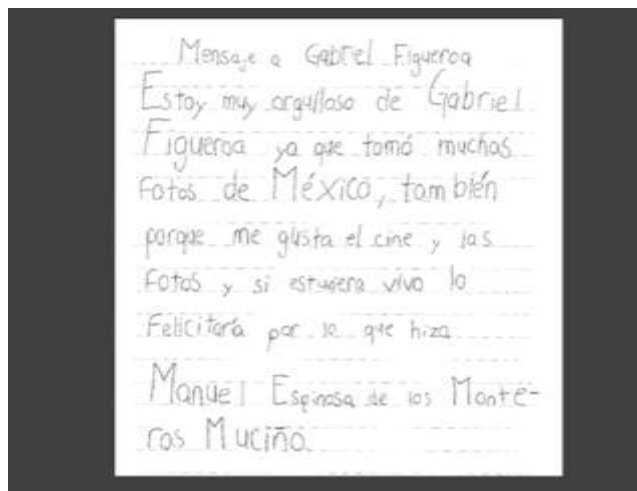 Mensaje a Gabriel Figueroa
Estoy muy orgulloso de Gabriel
Figueroa ya que tomó muchas
fotos de México, también
porque me gusta el cine y las
fotos y si estuviera vivo lo
felicitaría por lo que hizo
Manuel Espinosa de los Monte-
ros Muciño.